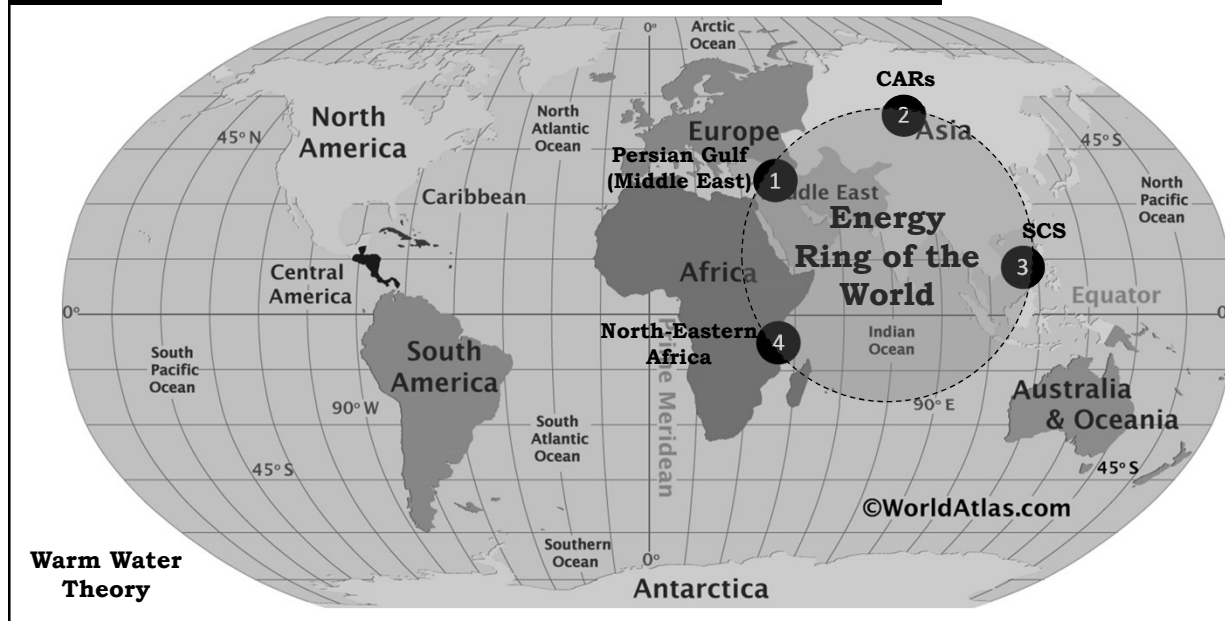 Arctic
Ocean
0°
CARs
2
North
America
45° N
North
Atlantic
Ocean
Europe
Asia
45° S
Persian Gulf
(Middle East)
1
ddle East
North
Pacific
Ocean
Caribbean
Energy
Ring of the
World
SCS
3
Africa
Central
America
Equator
0°
0
North-Eastern
Africa
4
Indian
Ocean
South
Pacific
Ocean
South
America
Prime Meridean
90° W
90° E
Australia
& Oceania
South
Atlantic
Ocean
45° S
45° S
©WorldAtlas.com
Warm Water
Theory
Southern
Ocean
0°
Antarctica